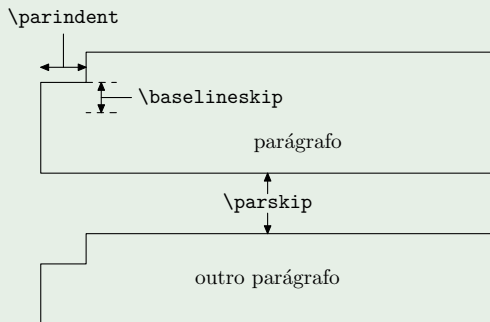 \parindent
\baselineskip
parágrafo
\parskip
outro parágrafo